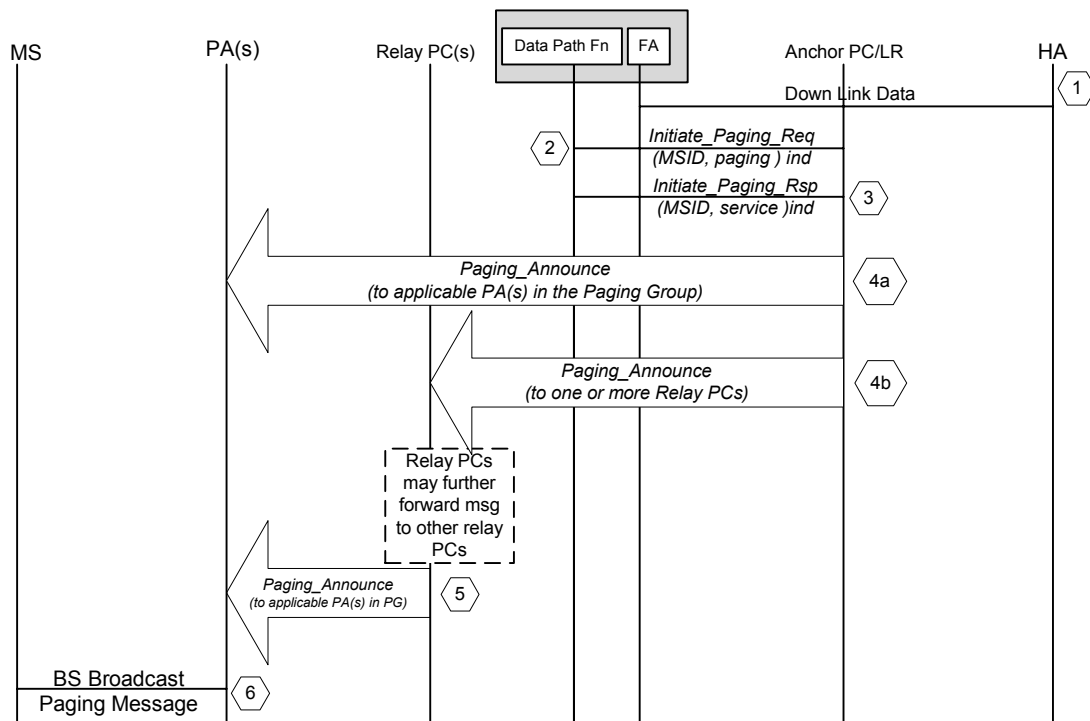 MS
PA(s)
Relay PC(s)
Data Path Fn
FA
Anchor PC/LR
HA
Down Link Data
1
2
Initiate_Paging_Req
(MSID, paging ) ind
Initiate_Paging_Rsp
(MSID, service )ind
3
Paging_Announce
(to applicable PA(s) in the Paging Group)
4a
Paging_Announce
(to one or more Relay PCs)
4b
Relay PCs
may further
forward msg
to other relay
PCs
Paging_Announce
(to applicable PA(s) in PG)
5
BS Broadcast
Paging Message
6